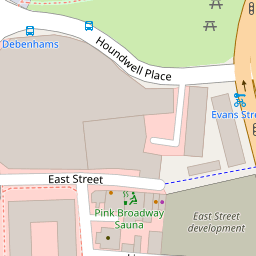 Debenhams
Houndwell Place
Evans Stre
East Street
Pink Broadway
Sauna
East Street
development